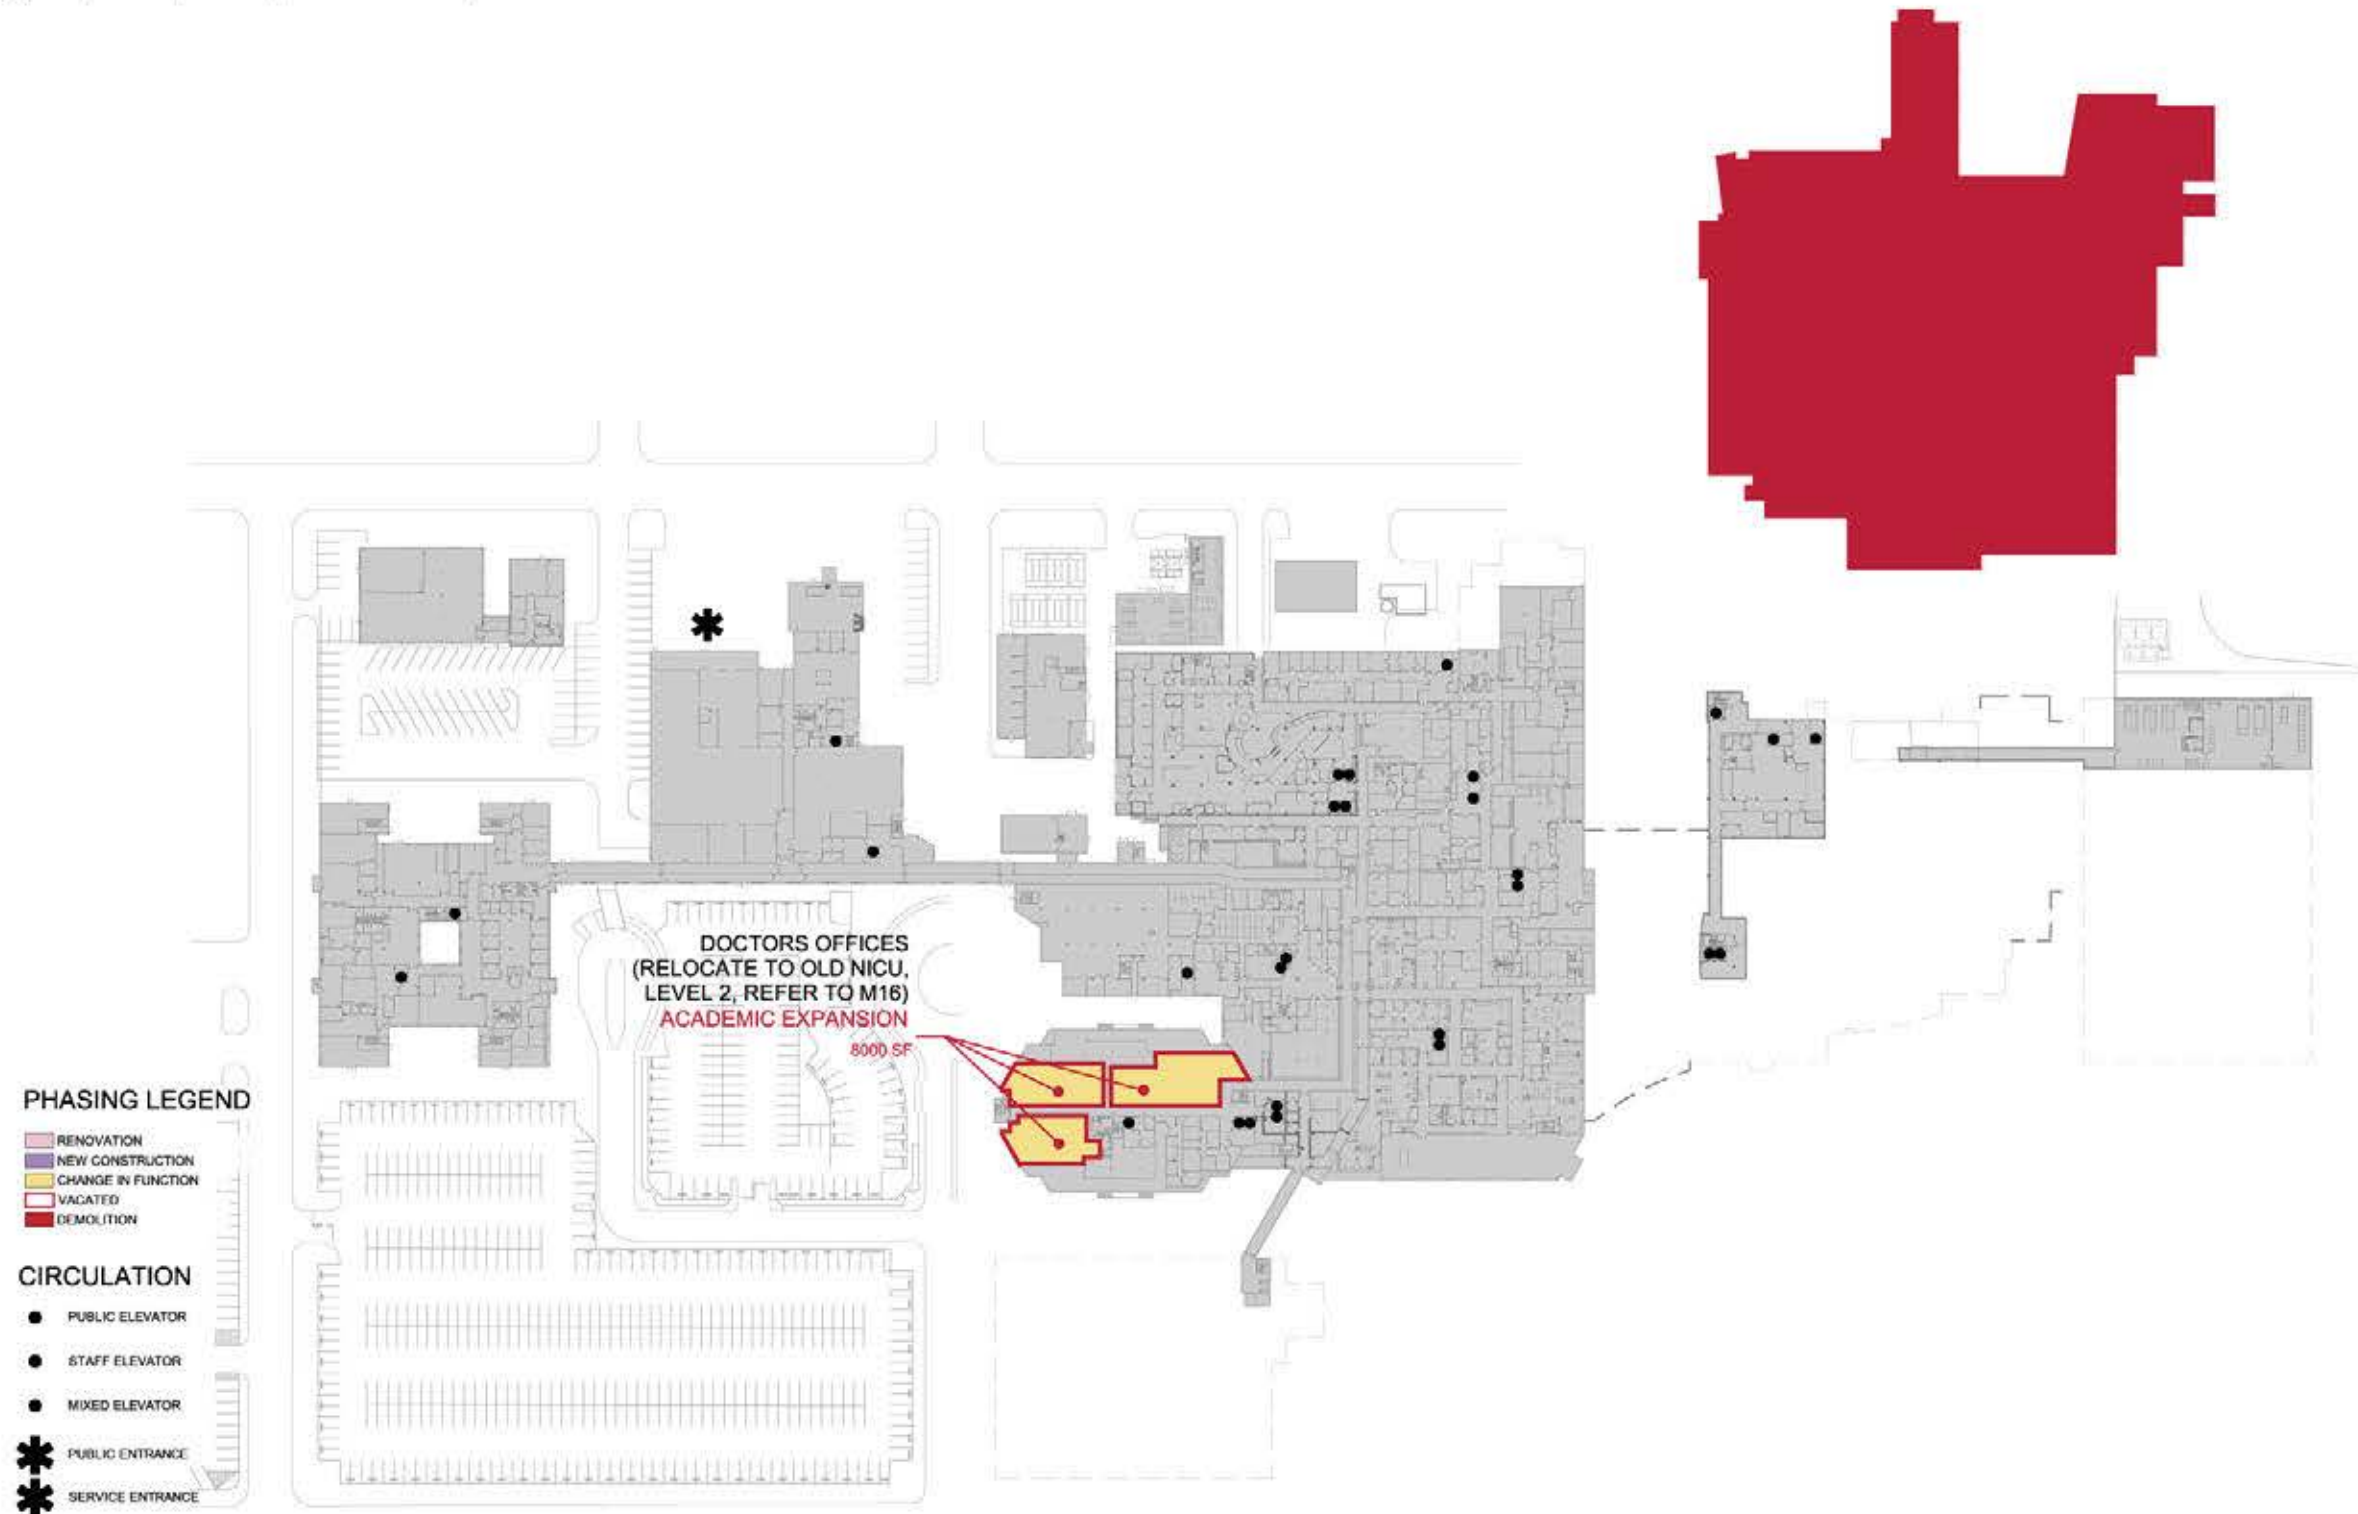 DOCTORS OFFICES
(RELOCATE TO OLD NICU,
LEVEL 2, REFER TO M16)
ACADEMIC EXPANSION
8000 SF
PHASING LEGEND
RENOVATION
NEW CONSTRUCTION
CHANGE IN FUNCTION
VACATED
DEMOLITION
CIRCULATION
PUBLIC ELEVATOR
STAFF ELEVATOR
MIXED ELEVATOR
PUBLIC ENTRANCE
SERVICE ENTRANCE